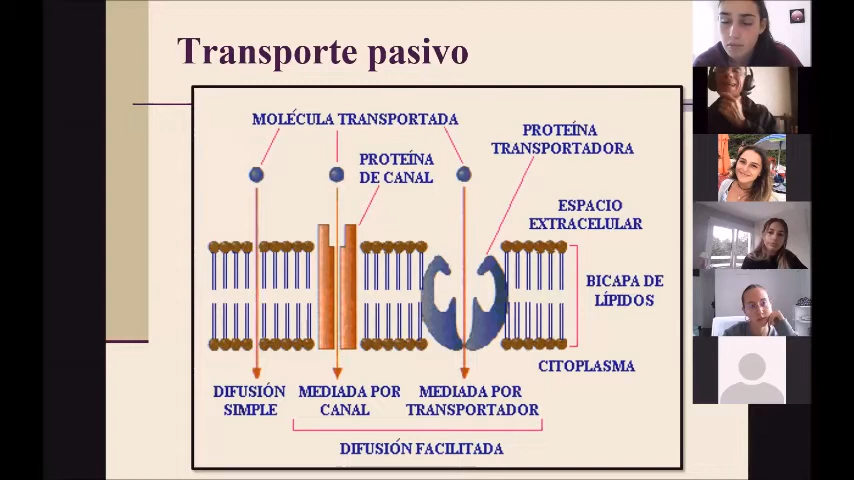 Transporte pasivo
MOLÉCULA TRANSPORTADA
PROTEÍNA
DE CANAL
PROTEÍNA
TRANSPORTADORA
ESPACIO
EXTRACELULAR
BICAPA DE
LÍPIDOS
CITOPLASMA
DIFUSIÓN
SIMPLE
MEDIADA POR
CANAL
MEDIADA POR
TRANSPORTADOR
DIFUSIÓN FACILITADA